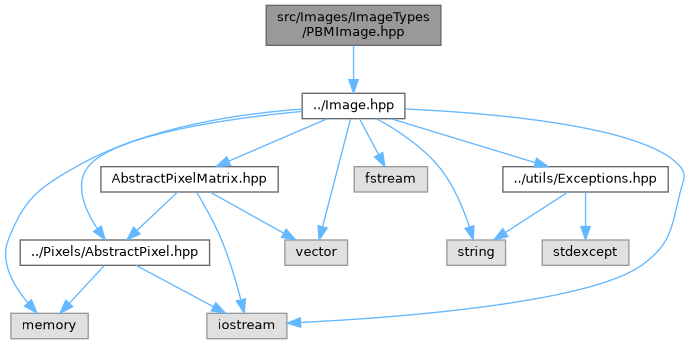 src/Images/ImageTypes
/PBMImage.hpp
../Image.hpp
AbstractPixelMatrix.hpp
fstream
../utils/Exceptions.hpp
../Pixels/AbstractPixel.hpp
vector
string
stdexcept
memory
iostream